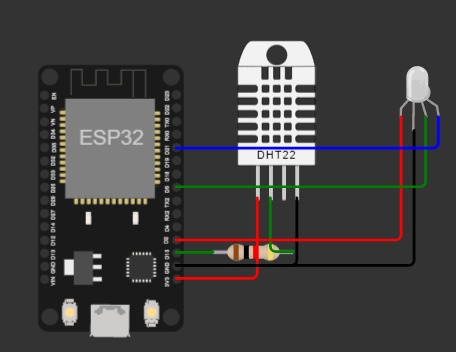 ESP32
DHT22
EN
VP
VN
D34
D35
D32
D33
D25
D26
D27
D14
D12
D13
GND
VIN
D23
D22
TX0
RX0
D21
D19
D18
D5
TX2
RX2
D4
D2
D15
GND
3V3